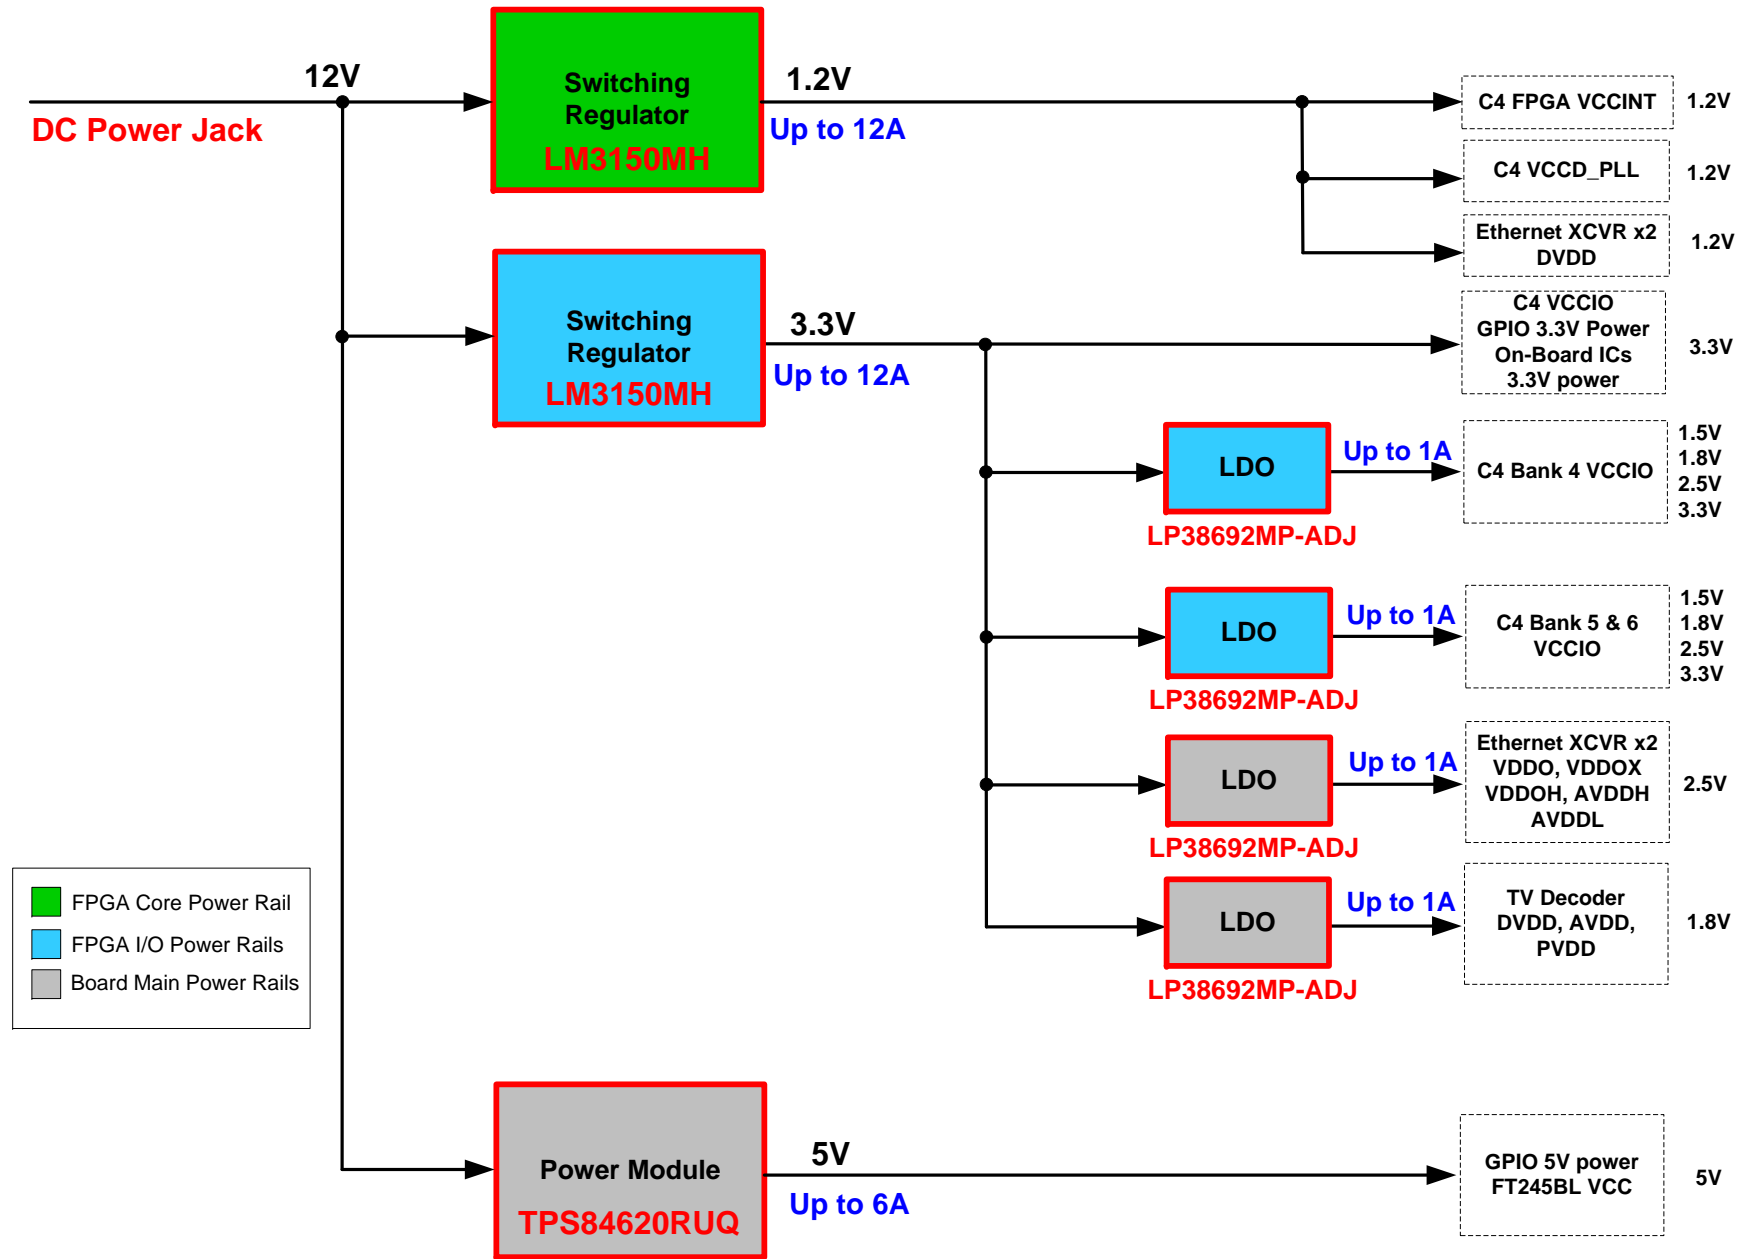 12V
DC Power Jack
Switching
Regulator
LM3150MH
1.2V
Up to 12A
C4 FPGA VCCINT
1.2V
C4 VCCD_PLL
1.2V
Ethernet XCVR x2
DVDD
1.2V
Switching
Regulator
LM3150MH
3.3V
Up to 12A
C4 VCCIO
GPIO 3.3V Power
On-Board ICs
3.3V power
3.3V
LDO
LP38692MP-ADJ
Up to 1A
C4 Bank 4 VCCIO
1.5V
1.8V
2.5V
3.3V
LDO
LP38692MP-ADJ
Up to 1A
C4 Bank 5 & 6
VCCIO
1.5V
1.8V
2.5V
3.3V
LDO
LP38692MP-ADJ
Up to 1A
Ethernet XCVR x2
VDDO, VDDOX
VDDOH, AVDDH
AVDDL
2.5V
LDO
LP38692MP-ADJ
Up to 1A
TV Decoder
DVDD, AVDD,
PVDD
1.8V
FPGA Core Power Rail
FPGA I/O Power Rails
Board Main Power Rails
Power Module
TPS84620RUQ
5V
Up to 6A
GPIO 5V power
FT245BL VCC
5V